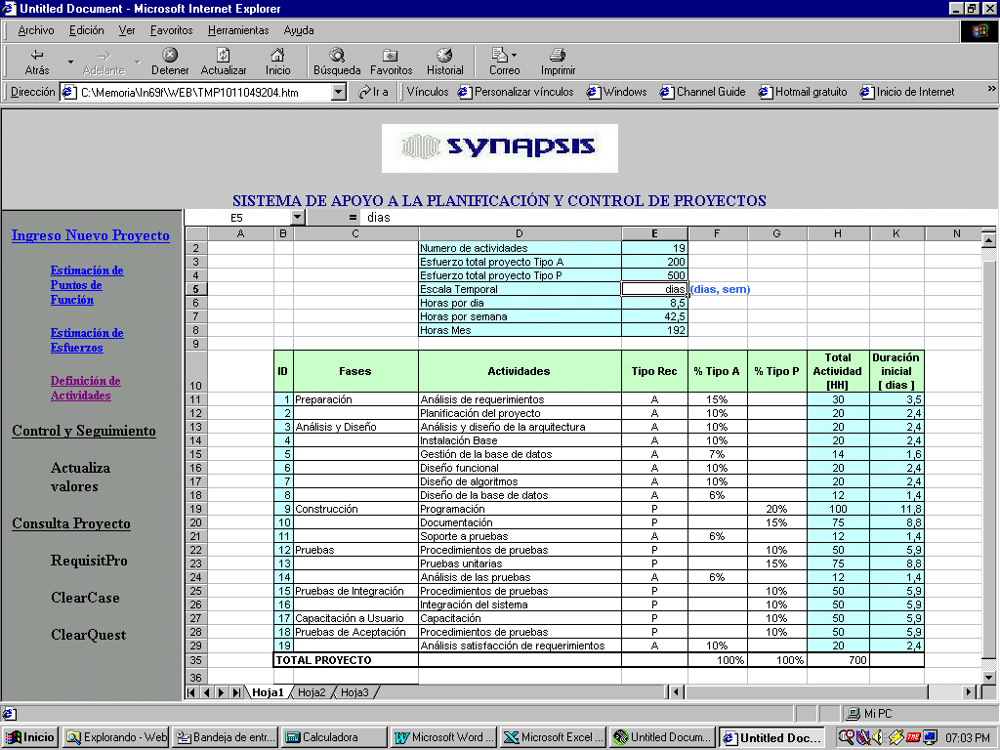 Untitled Document - Microsoft Internet Explorer
Archivo Edición Ver Favoritos Herramientas Ayuda
Atrás Adelante Detener Actualizar Inicio Búsqueda Favoritos Historial Correo Imprimir
Dirección C:\Memoria\In69f\WEB\TMP1011049204.htm Ir a Vínculos Personalizar vínculos Windows Channel Guide Hotmail gratuito Inicio de Internet »
SYNAPSIS
SISTEMA DE APOYO A LA PLANIFICACIÓN Y CONTROL DE PROYECTOS
Ingreso Nuevo Proyecto
Estimación de
Puntos de
Función
Estimación de
Esfuerzos
Definición de
Actividades
Control y Seguimiento
Actualiza
valores
Consulta Proyecto
RequisitPro
ClearCase
ClearQuest
E5 = dias
A B C D E F G H K N
2 Numero de actividades 19
3 Esfuerzo total proyecto Tipo A 200
4 Esfuerzo total proyecto Tipo P 500
5 Escala Temporal dias (dias, sem)
6 Horas por dia 8,5
7 Horas por semana 42,5
8 Horas Mes 192
9
10 ID Fases Actividades Tipo Rec % Tipo A % Tipo P Total Actividad [HH] Duración inicial [ dias ]
11 1 Preparación Análisis de requerimientos A 15% 30 3,5
12 2 Planificación del proyecto A 10% 20 2,4
13 3 Análisis y Diseño Análisis y diseño de la arquitectura A 10% 20 2,4
14 4 Instalación Base A 10% 20 2,4
15 5 Gestión de la base de datos A 7% 14 1,6
16 6 Diseño funcional A 10% 20 2,4
17 7 Diseño de algoritmos A 10% 20 2,4
18 8 Diseño de la base de datos A 6% 12 1,4
19 9 Construcción Programación P 20% 100 11,8
20 10 Documentación P 15% 75 8,8
21 11 Soporte a pruebas A 6% 12 1,4
22 12 Pruebas Procedimientos de pruebas P 10% 50 5,9
23 13 Pruebas unitarias P 15% 75 8,8
24 14 Análisis de las pruebas A 6% 12 1,4
25 15 Pruebas de Integración Procedimientos de pruebas P 10% 50 5,9
26 16 Integración del sistema P 10% 50 5,9
27 17 Capacitación a Usuario Capacitación P 10% 50 5,9
28 18 Pruebas de Aceptación Procedimientos de pruebas P 10% 50 5,9
29 19 Análisis satisfacción de requerimientos A 10% 20 2,4
35 TOTAL PROYECTO 100% 100% 700
36
Hoja1 Hoja2 Hoja3
Mi PC
Inicio Explorando - Web Bandeja de entr... Calculadora Microsoft Word ... Microsoft Excel ... Untitled Docum... Untitled Doc... 07:03 PM